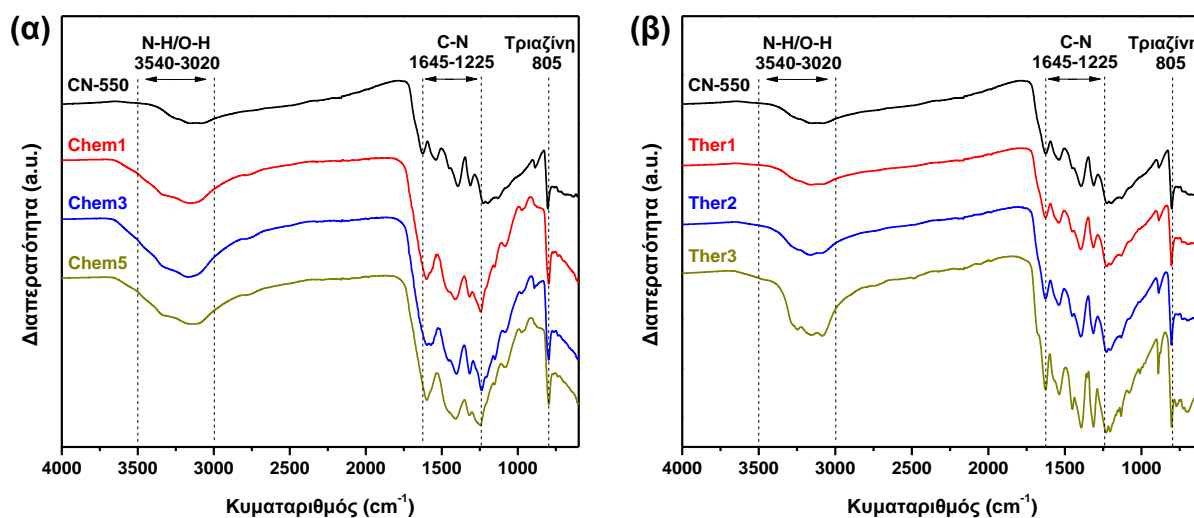 (α)
N-H/O-H
3540-3020
C-N
1645-1225
Τριαζίνη
805
CN-550
Chem1
Chem3
Chem5
Διαπερατότητα (a.u.)
4000 3500 3000 2500 2000 1500 1000
Κυματαριθμός (cm⁻¹)
(β)
N-H/O-H
3540-3020
C-N
1645-1225
Τριαζίνη
805
CN-550
Ther1
Ther2
Ther3
Διαπερατότητα (a.u.)
4000 3500 3000 2500 2000 1500 1000
Κυματαριθμός (cm⁻¹)